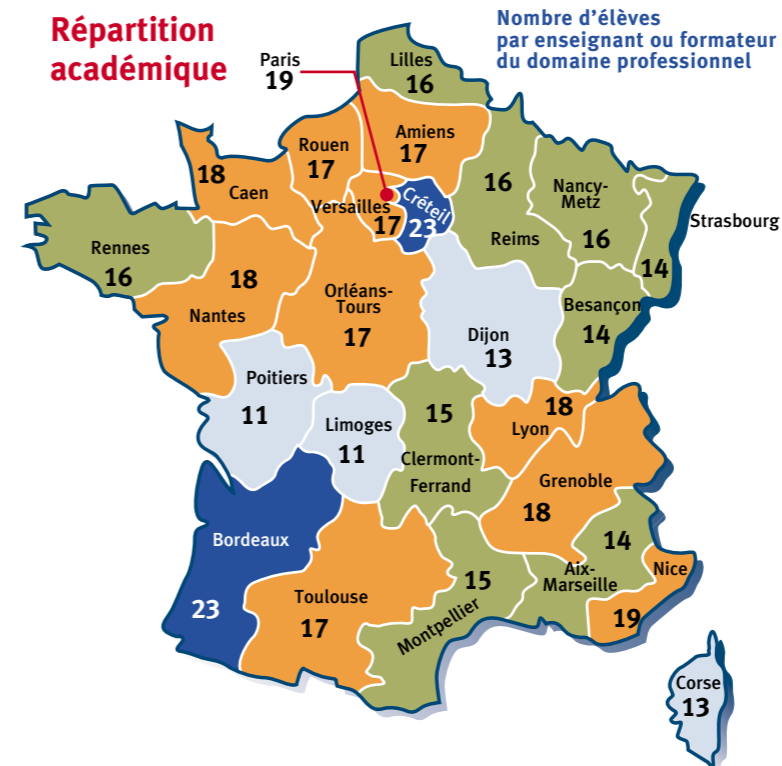 Répartition
académique
Nombre d'élèves
par enseignant ou formateur
du domaine professionnel
Paris
19
Lilles
16
Amiens
17
Rouen
17
18
Caen
Versailles
17
Créteil
23
16
Reims
Nancy-
Metz
16
Strasbourg
14
Rennes
16
18
Nantes
Orléans-
Tours
17
Besançon
14
Dijon
13
Poitiers
11
Limoges
11
15
Clermont-
Ferrand
18
Lyon
Grenoble
18
Bordeaux
23
Toulouse
17
15
Montpellier
14
Aix-
Marseille
Nice
19
Corse
13